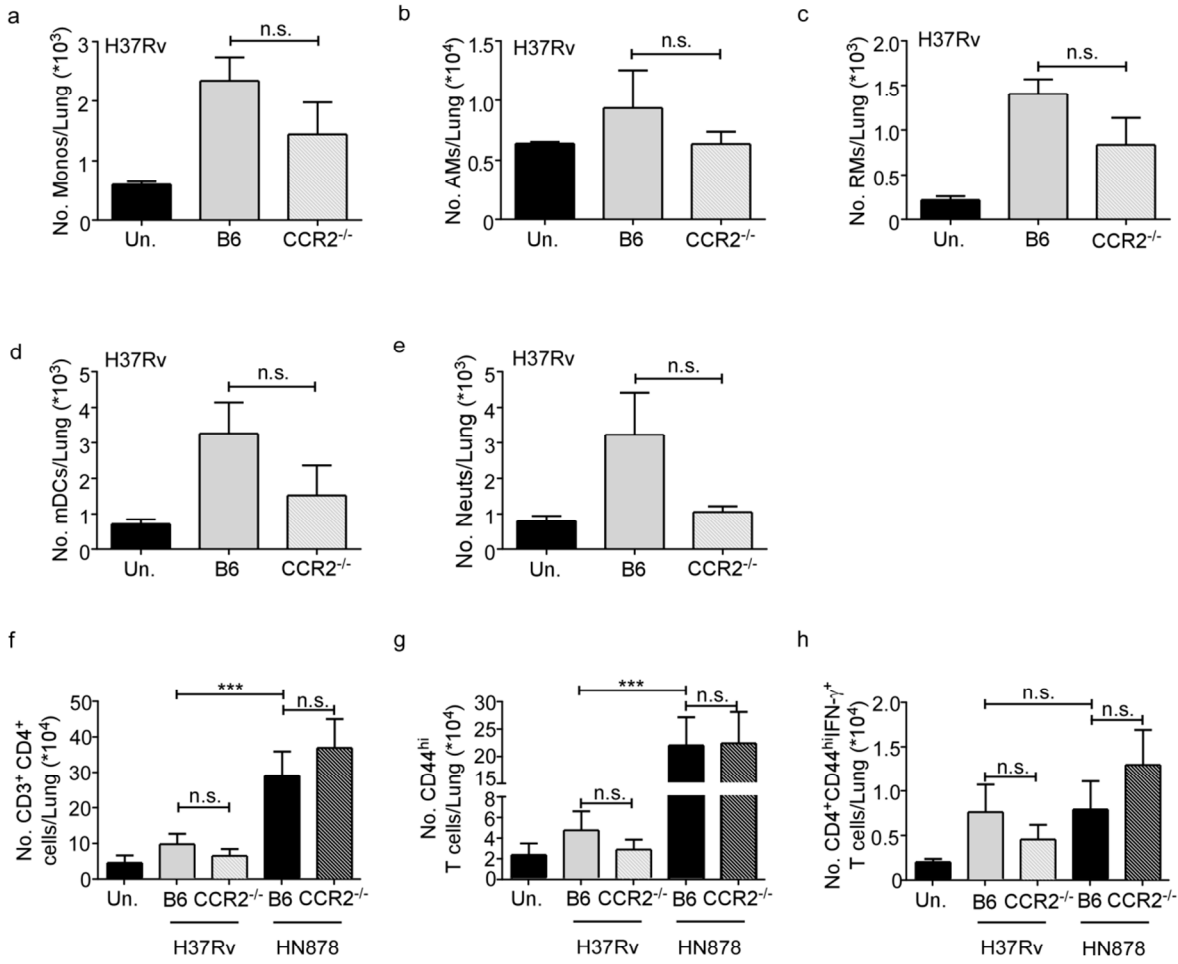 a
H37Rv
n.s.
No. Monos/Lung (*10³)
3
2
1
0
Un. B6 CCR2-/-
b
H37Rv
n.s.
No. AMs/Lung (*10⁴)
1.5
1.0
0.5
0
Un. B6 CCR2-/-
c
H37Rv
n.s.
No. RMs/Lung (*10³)
2.0
1.5
1.0
0.5
0
Un. B6 CCR2-/-
d
H37Rv
n.s.
No. mDCs/Lung (*10³)
5
4
3
2
1
0
Un. B6 CCR2-/-
e
H37Rv
n.s.
No. Neuts/Lung (*10³)
5
4
3
2
1
0
Un. B6 CCR2-/-
f
No. CD3⁺ CD4⁺
cells/Lung (*10⁴)
50
40
30
20
10
0
***
n.s.
n.s.
Un. B6 CCR2-/- B6 CCR2-/-
H37Rv HN878
g
No. CD44hi
T cells/Lung (*10⁴)
30
25
20
15
8
6
4
2
0
***
n.s.
n.s.
Un. B6 CCR2-/- B6 CCR2-/-
H37Rv HN878
h
No. CD4⁺CD44hiIFN-γ⁺
T cells/Lung (*10⁴)
2.0
1.5
1.0
0.5
0
n.s.
n.s.
n.s.
Un. B6 CCR2-/- B6 CCR2-/-
H37Rv HN878